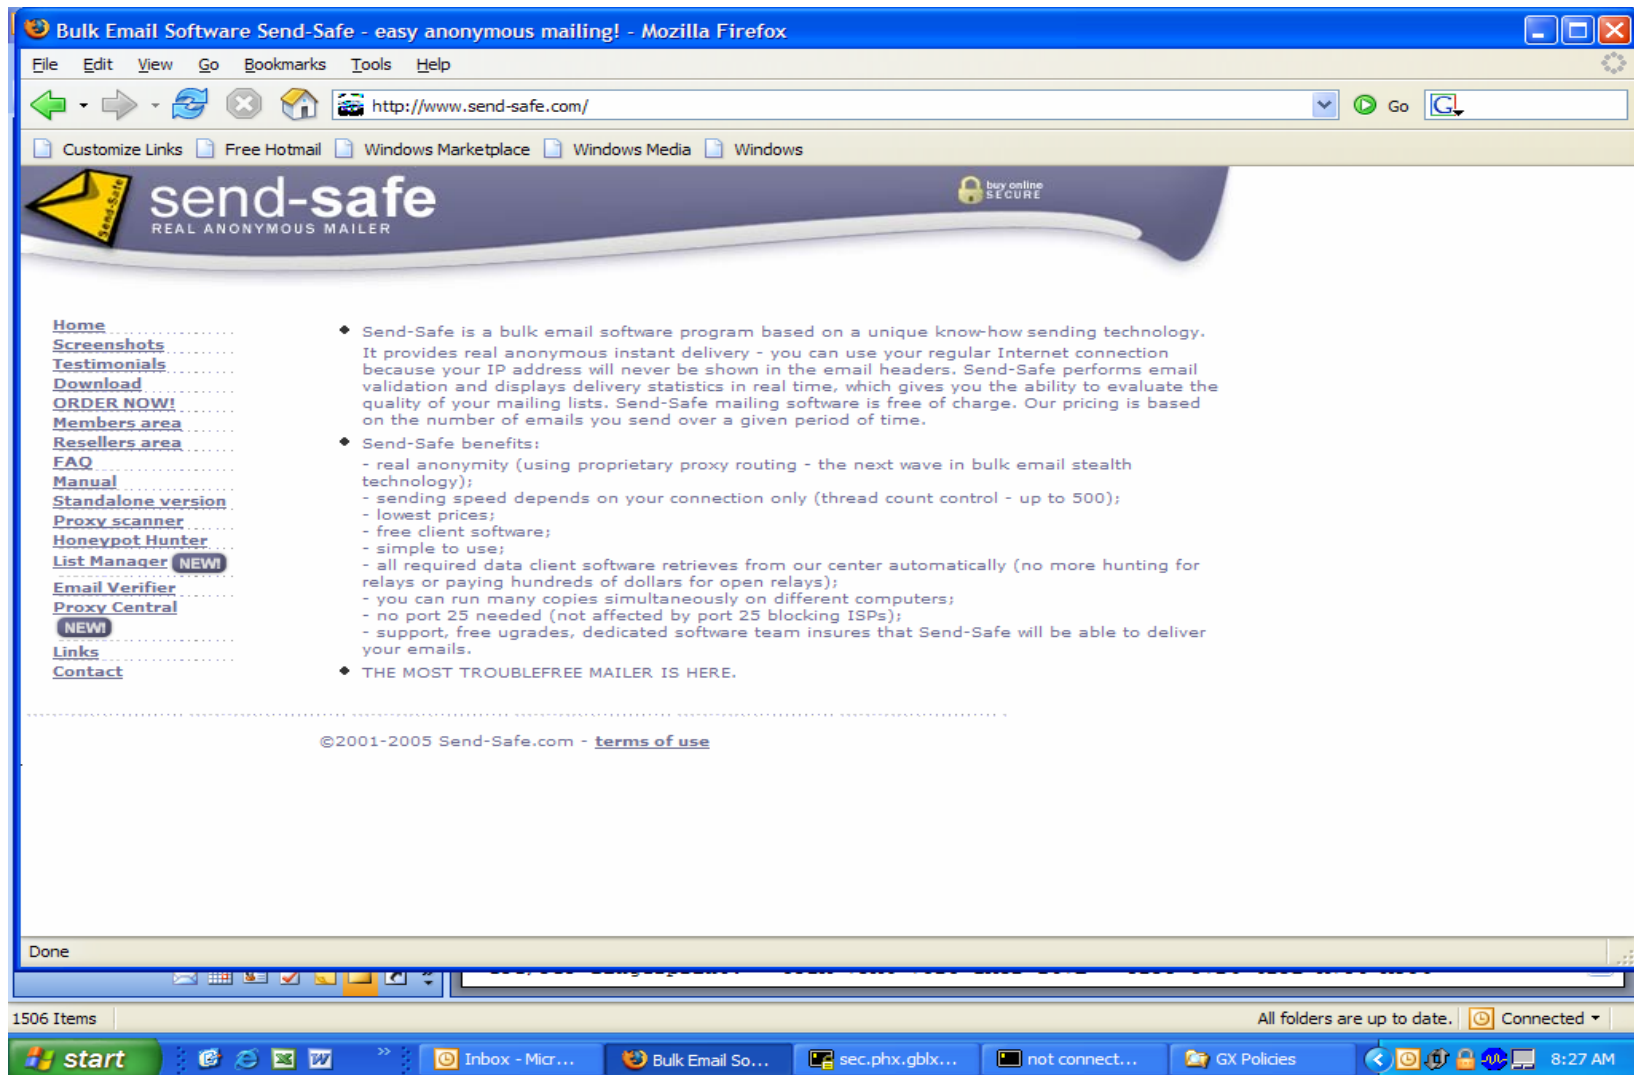 Bulk Email Software Send-Safe - easy anonymous mailing! - Mozilla Firefox
File Edit View Go Bookmarks Tools Help
http://www.send-safe.com/ Go G
Customize Links Free Hotmail Windows Marketplace Windows Media Windows
Send-Safe
send-safe
REAL ANONYMOUS MAILER
buy online
SECURE
Home
Screenshots
Testimonials
Download
ORDER NOW!
Members area
Resellers area
FAQ
Manual
Standalone version
Proxy scanner
Honeypot Hunter
List Manager NEW!
Email Verifier
Proxy Central
NEW!
Links
Contact
Send-Safe is a bulk email software program based on a unique know-how sending technology.
It provides real anonymous instant delivery - you can use your regular Internet connection
because your IP address will never be shown in the email headers. Send-Safe performs email
validation and displays delivery statistics in real time, which gives you the ability to evaluate the
quality of your mailing lists. Send-Safe mailing software is free of charge. Our pricing is based
on the number of emails you send over a given period of time.
Send-Safe benefits:
- real anonymity (using proprietary proxy routing - the next wave in bulk email stealth
technology);
- sending speed depends on your connection only (thread count control - up to 500);
- lowest prices;
- free client software;
- simple to use;
- all required data client software retrieves from our center automatically (no more hunting for
relays or paying hundreds of dollars for open relays);
- you can run many copies simultaneously on different computers;
- no port 25 needed (not affected by port 25 blocking ISPs);
- support, free ugrades, dedicated software team insures that Send-Safe will be able to deliver
your emails.
THE MOST TROUBLEFREE MAILER IS HERE.
©2001-2005 Send-Safe.com - terms of use
Done
1506 Items All folders are up to date. Connected
start Inbox - Micr... Bulk Email So... sec.phx.gblx... not connect... GX Policies 8:27 AM